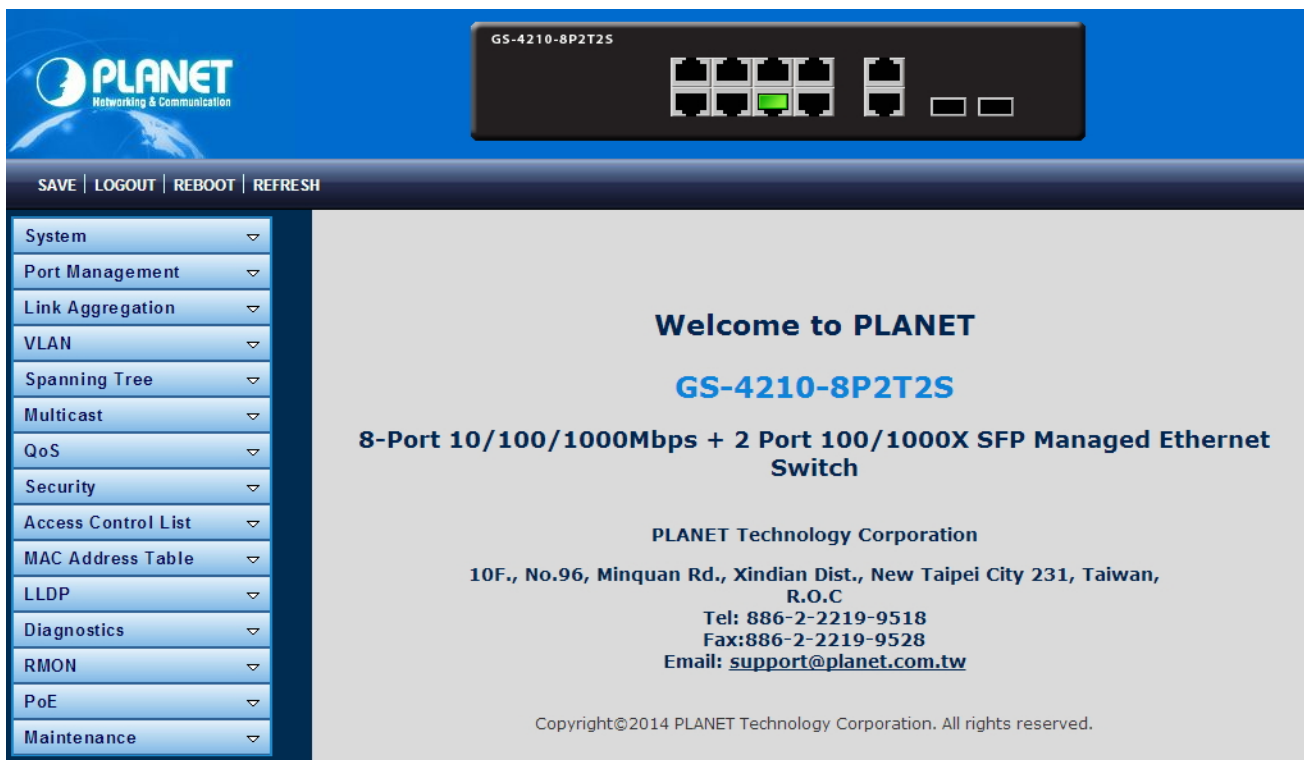 GS-4210-8P2T2S
PLANET
Networking & Communication
SAVE | LOGOUT | REBOOT | REFRESH
System
Port Management
Link Aggregation
VLAN
Spanning Tree
Multicast
QoS
Security
Access Control List
MAC Address Table
LLDP
Diagnostics
RMON
PoE
Maintenance
Welcome to PLANET
GS-4210-8P2T2S
8-Port 10/100/1000Mbps + 2 Port 100/1000X SFP Managed Ethernet
Switch
PLANET Technology Corporation
10F., No.96, Minquan Rd., Xindian Dist., New Taipei City 231, Taiwan,
R.O.C
Tel: 886-2-2219-9518
Fax:886-2-2219-9528
Email: support@planet.com.tw
Copyright©2014 PLANET Technology Corporation. All rights reserved.